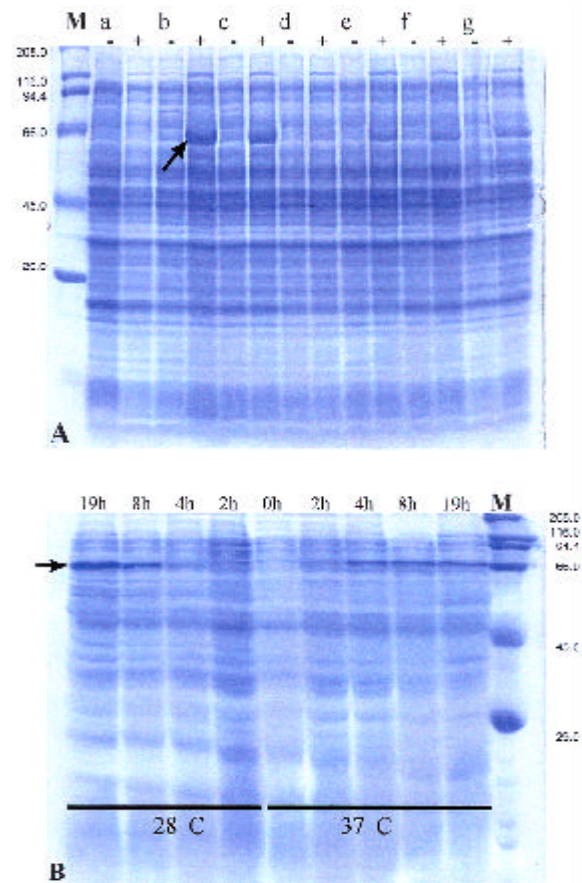 M a b c d e f g
- + - + - + - + - + - + - +
205.0
116.0
94.4
66.0
45.0
29.0
A
19h 8h 4h 2h 0h 2h 4h 8h 19h M
205.0
116.0
94.4
66.0
45.0
29.0
28 C 37 C
B